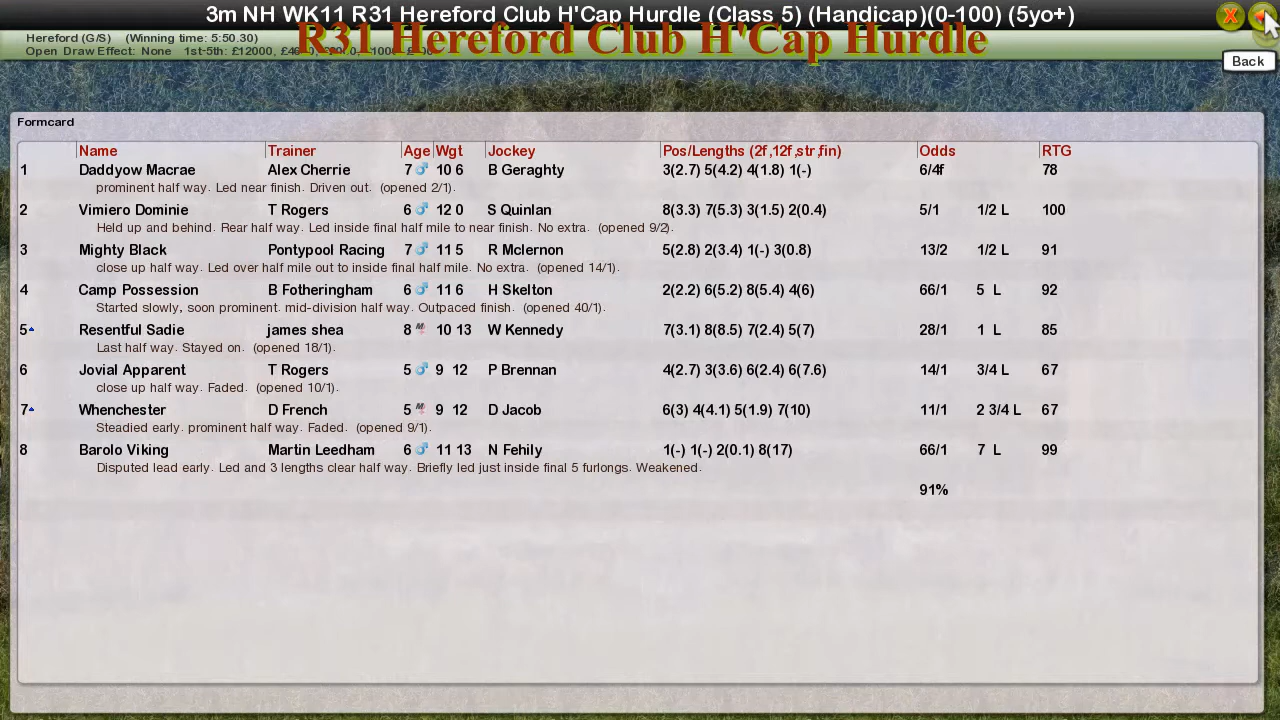 3m NH WK11 R31 Hereford Club H'Cap Hurdle (Class 5) (Handicap)(0-100) (5yo+)
R31 Hereford Club H'Cap Hurdle
Hereford (G/S) (Winning time: 5:50.30)
Open Draw Effect: None 1st-5th: £12000,
Back
Formcard
Name Trainer Age Wgt Jockey Pos/Lengths (2f,12f,str,fin) Odds RTG
1 Daddyow Macrae Alex Cherrie 7 10 6 B Geraghty 3(2.7) 5(4.2) 4(1.8) 1(-) 6/4f 78
prominent half way. Led near finish. Driven out. (opened 2/1).
2 Vimiero Dominie T Rogers 6 12 0 S Quinlan 8(3.3) 7(5.3) 3(1.5) 2(0.4) 5/1 1/2 L 100
Held up and behind. Rear half way. Led inside final half mile to near finish. No extra. (opened 9/2).
3 Mighty Black Pontypool Racing 7 11 5 R Mclernon 5(2.8) 2(3.4) 1(-) 3(0.8) 13/2 1/2 L 91
close up half way. Led over half mile out to inside final half mile. No extra. (opened 14/1).
4 Camp Possession B Fotheringham 6 11 6 H Skelton 2(2.2) 6(5.2) 8(5.4) 4(6) 66/1 5 L 92
Started slowly, soon prominent. mid-division half way. Outpaced finish. (opened 40/1).
5 Resentful Sadie james shea 8 10 13 W Kennedy 7(3.1) 8(8.5) 7(2.4) 5(7) 28/1 1 L 85
Last half way. Stayed on. (opened 18/1).
6 Jovial Apparent T Rogers 5 9 12 P Brennan 4(2.7) 3(3.6) 6(2.4) 6(7.6) 14/1 3/4 L 67
close up half way. Faded. (opened 10/1).
7 Whenchester D French 5 9 12 D Jacob 6(3) 4(4.1) 5(1.9) 7(10) 11/1 2 3/4 L 67
Steadied early. prominent half way. Faded. (opened 9/1).
8 Barolo Viking Martin Leedham 6 11 13 N Fehily 1(-) 1(-) 2(0.1) 8(17) 66/1 7 L 99
Disputed lead early. Led and 3 lengths clear half way. Briefly led just inside final 5 furlongs. Weakened.
91%